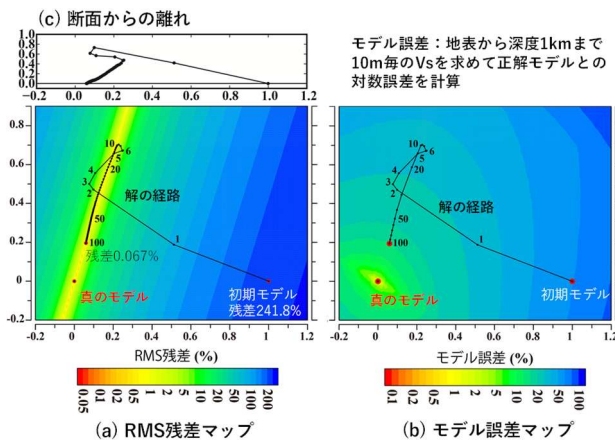 (c) 断面からの離れ
1.0
0.8
0.6
0.4
0.2
0.0
-0.2 0.0 0.2 0.4 0.6 0.8 1.0 1.2
モデル誤差：地表から深度1kmまで
10m毎のVsを求めて正解モデルとの
対数誤差を計算
0.8
0.6
0.4
0.2
0
-0.2
10
6
5
4
20
3
2
解の経路
50
1
100
残差0.067%
真のモデル
初期モデル
残差241.8%
-0.2 0 0.2 0.4 0.6 0.8 1.0 1.2
RMS残差 (%)
0.05 0.1 0.2 0.5 1 2 5 10 20 50 100 200
(a) RMS残差マップ
10
6
5
4
20
3
2
解の経路
50
1
100
真のモデル
初期モデル
-0.2 0 0.2 0.4 0.6 0.8 1.0 1.2
モデル誤差 (%)
0.1 0.2 0.5 1 2 5 10 20 50 100 200
(b) モデル誤差マップ